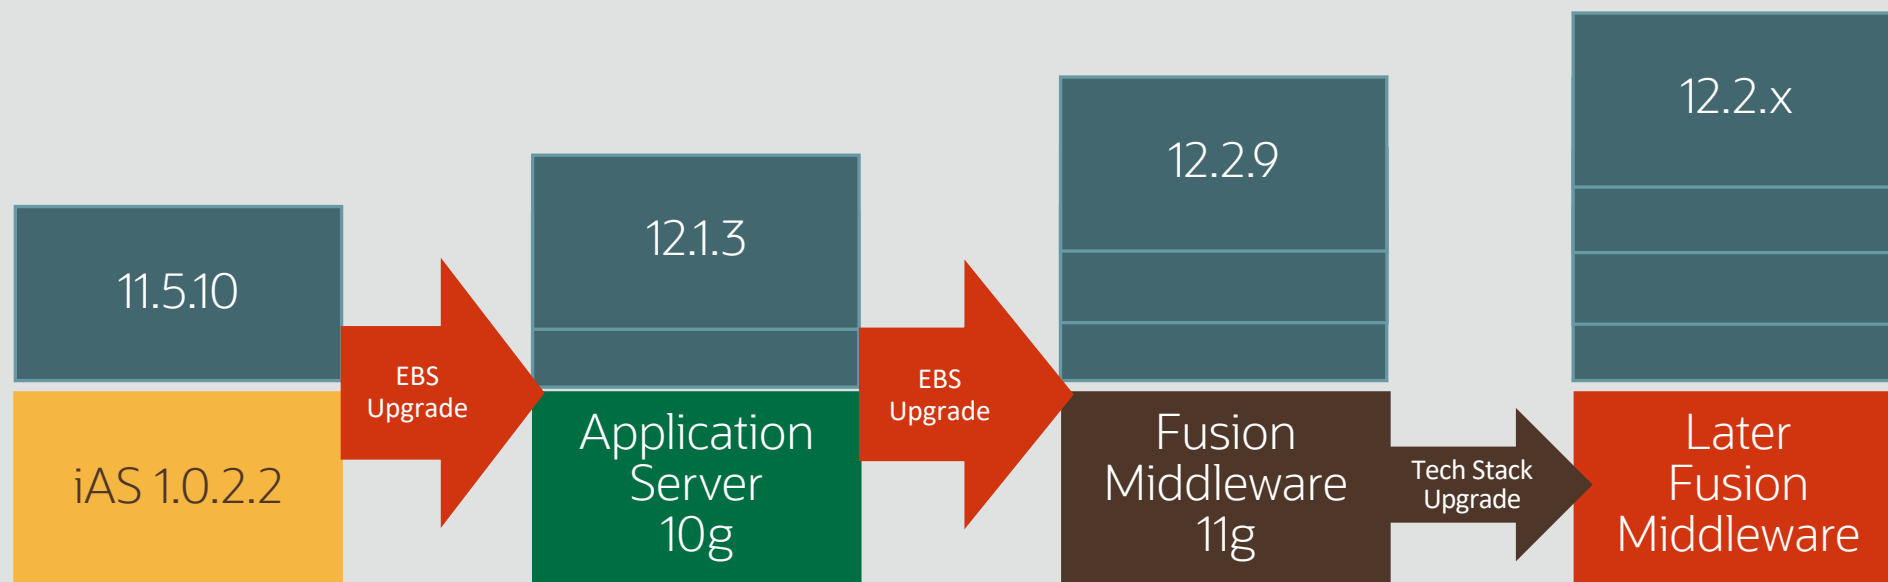 11.5.10
iAS 1.0.2.2
EBS
Upgrade
12.1.3
Application
Server
10g
EBS
Upgrade
12.2.9
Fusion
Middleware
11g
Tech Stack
Upgrade
12.2.x
Later
Fusion
Middleware